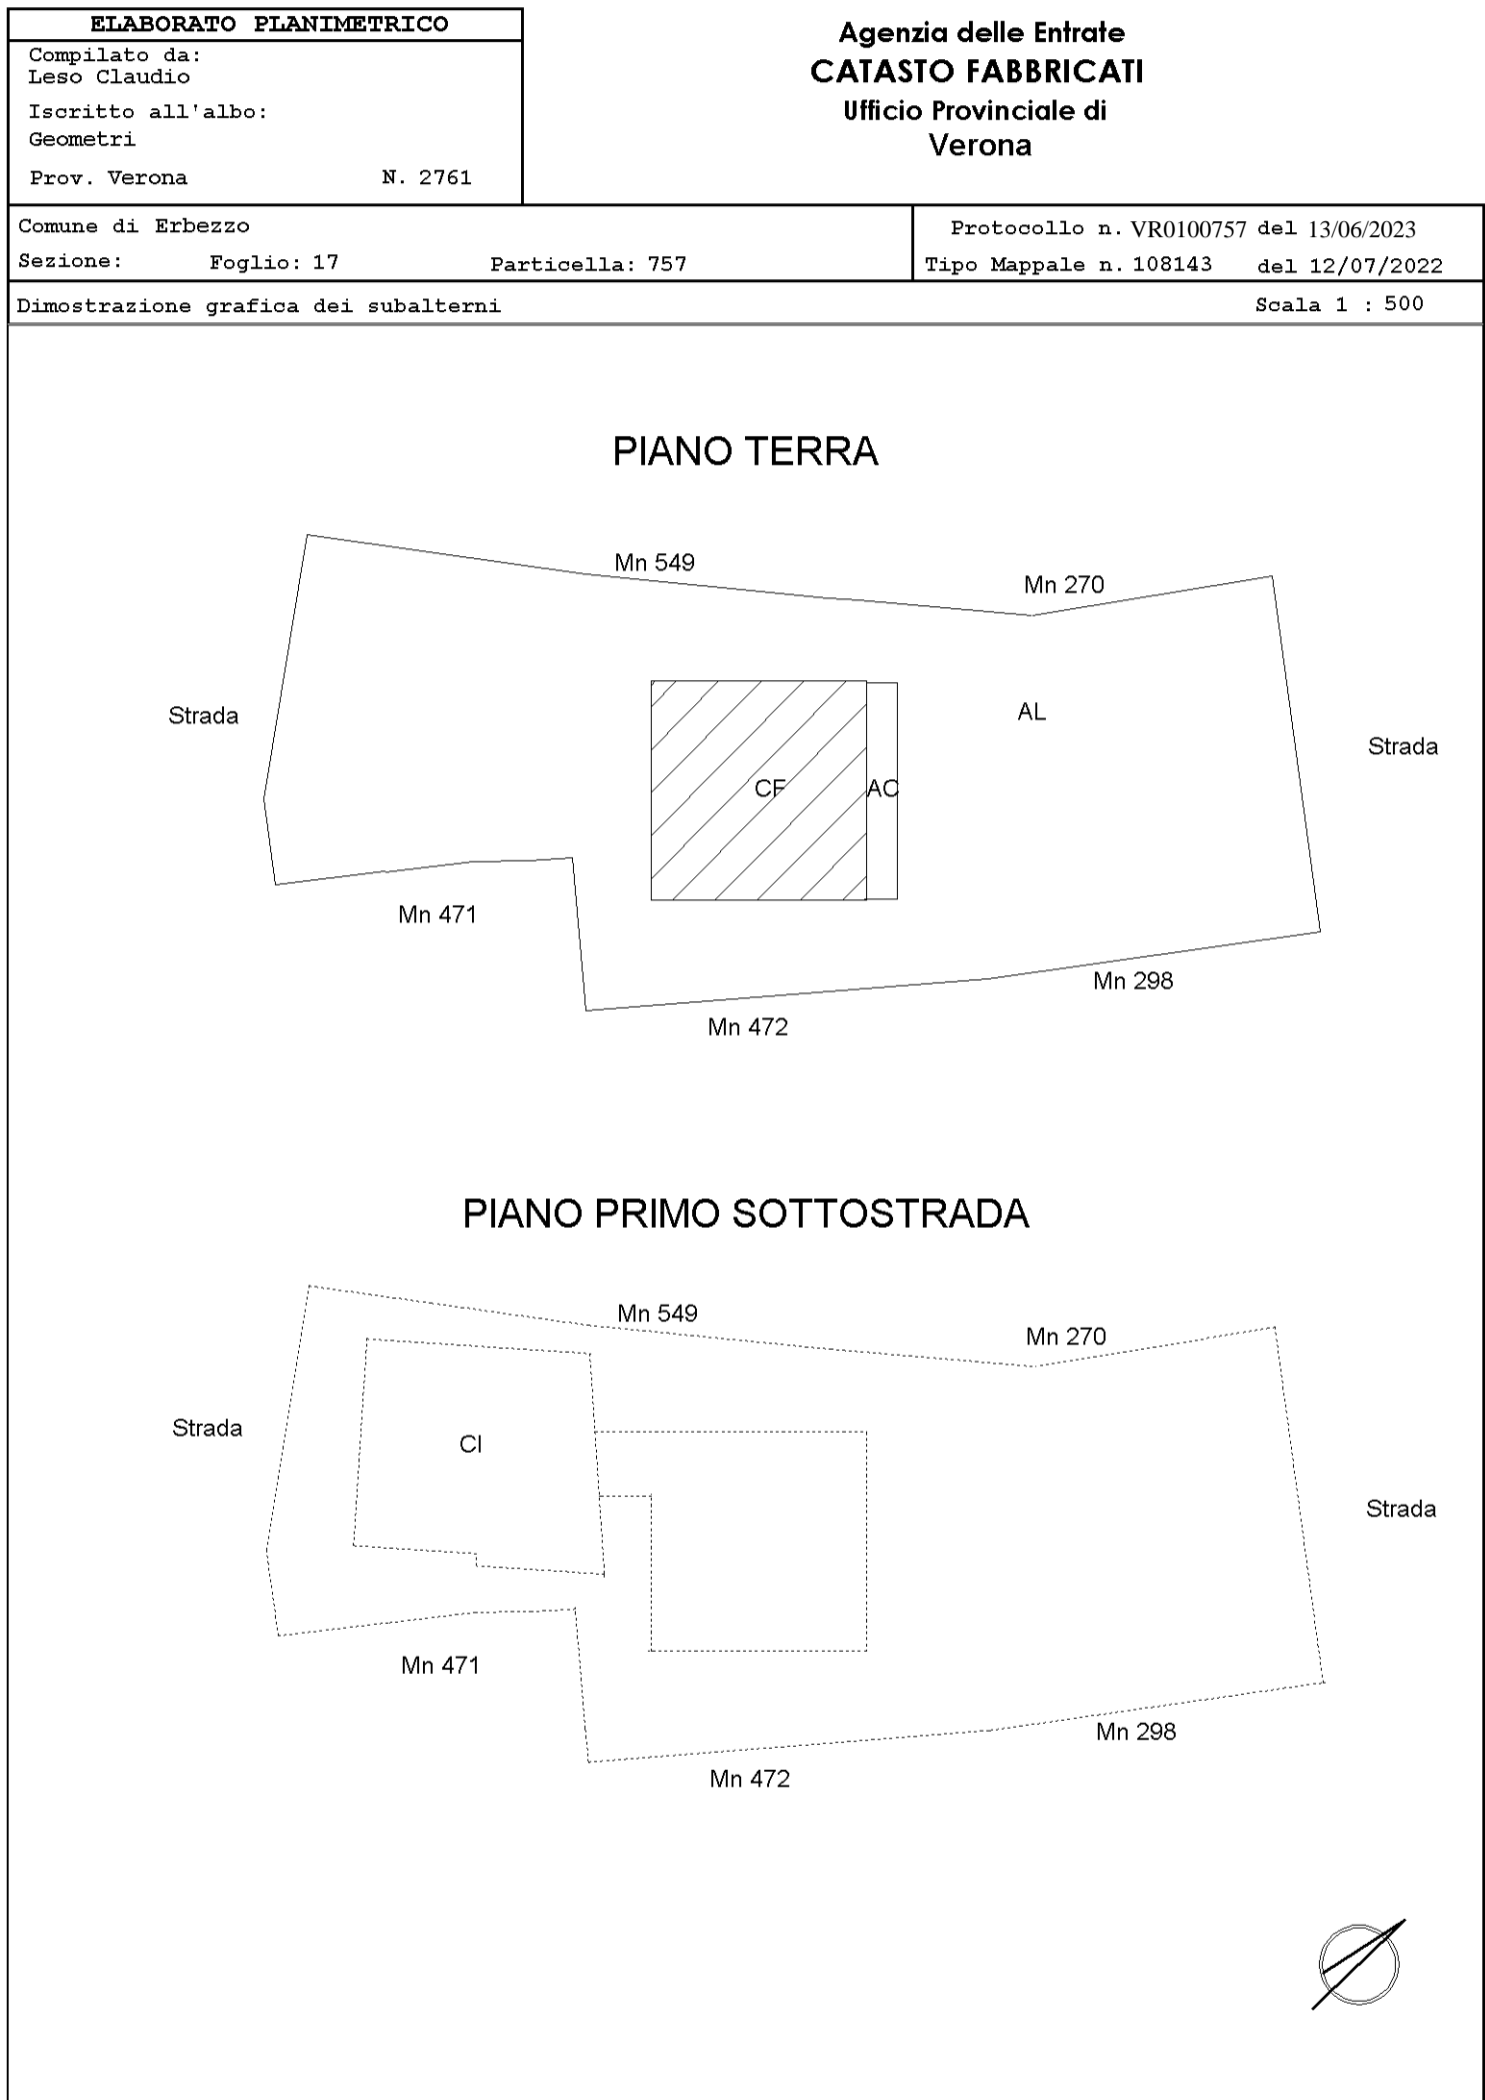 ELABORATO PLANIMETRICO
Compilato da:
Leso Claudio
Iscritto all'albo:
Geometri
Prov. Verona N. 2761
Agenzia delle Entrate
CATASTO FABBRICATI
Ufficio Provinciale di
Verona
Comune di Erbezzo
Sezione: Foglio: 17 Particella: 757
Protocollo n. VR0100757 del 13/06/2023
Tipo Mappale n. 108143 del 12/07/2022
Dimostrazione grafica dei subalterni Scala 1 : 500
PIANO TERRA
Mn 549
Mn 270
Strada
AL
Strada
CF
AC
Mn 471
Mn 298
Mn 472
PIANO PRIMO SOTTOSTRADA
Mn 549
Mn 270
Strada
CI
Strada
Mn 471
Mn 298
Mn 472